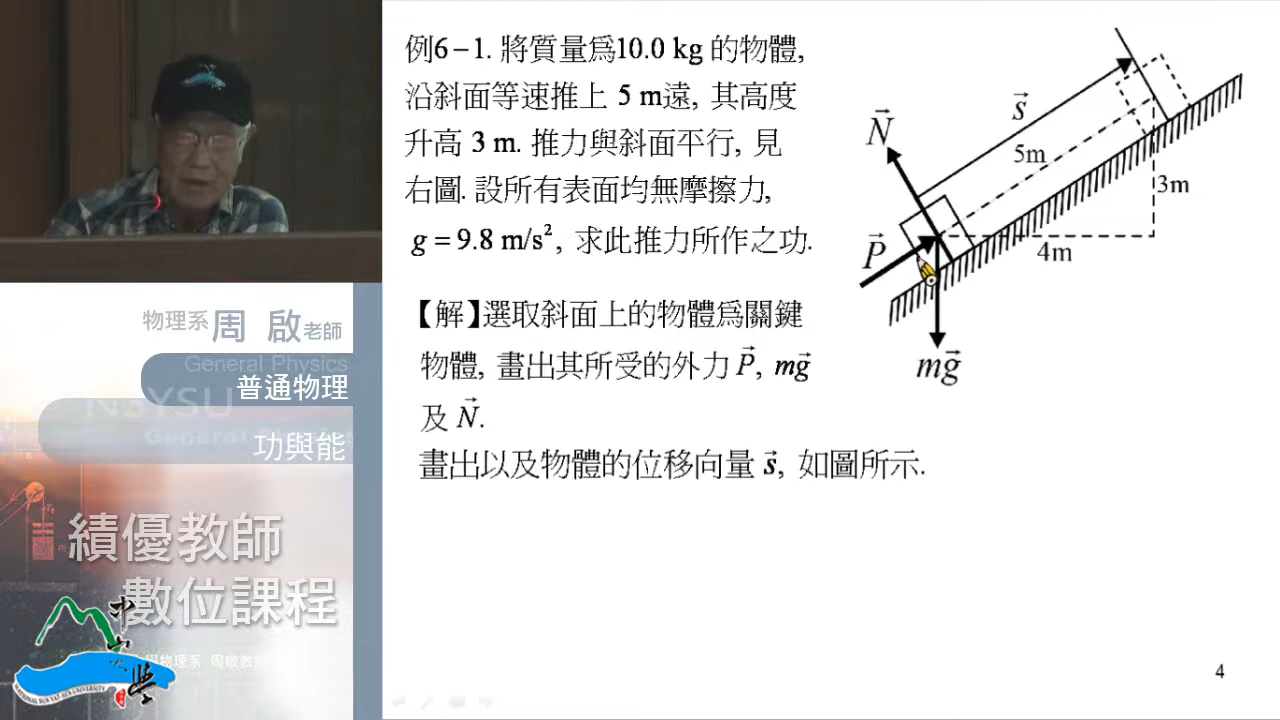 例6-1. 將質量為10.0 kg 的物體,
沿斜面等速推上 5 m遠, 其高度
升高 3 m. 推力與斜面平行, 見
右圖. 設所有表面均無摩擦力,
g = 9.8 m/s², 求此推力所作之功.
【解】選取斜面上的物體為關鍵
物體, 畫出其所受的外力 P⃗, mg⃗
及 N⃗.
畫出以及物體的位移向量 s⃗, 如圖所示.
N⃗
s⃗
5m
3m
P⃗
4m
mg⃗
物理系 周 啟 老師
General Physics
普通物理
NSYSU
功與能
績優教師
數位課程
4